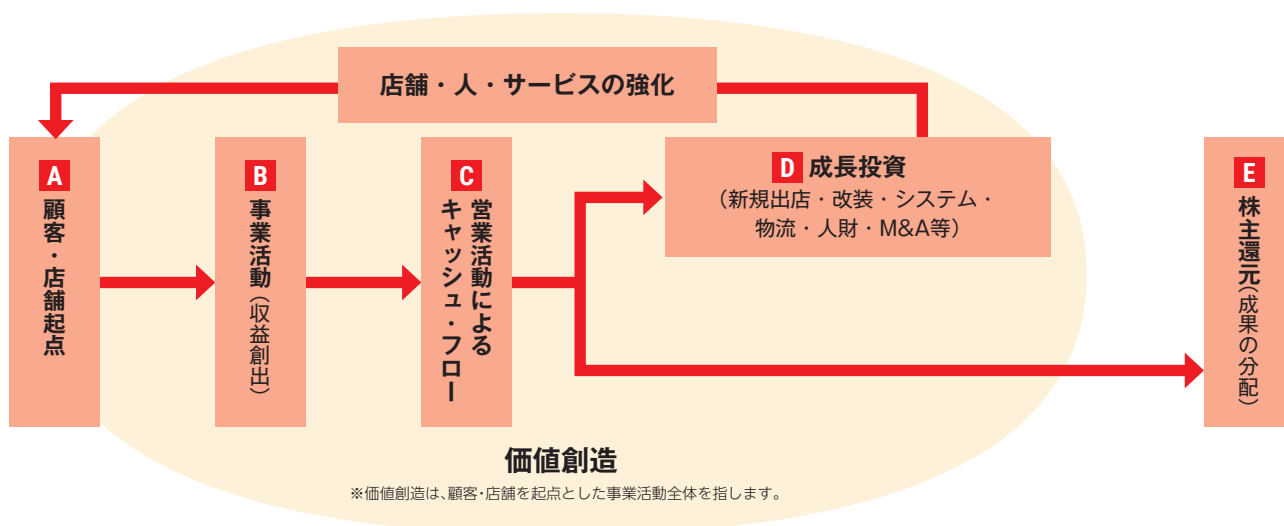 店舗・人・サービスの強化
A
顧客・店舗起点
B
事業活動（収益創出）
C
営業活動による
キャッシュ・フロー
D 成長投資
（新規出店・改装・システム・
物流・人財・M&A等）
E
株主還元（成果の分配）
価値創造
※価値創造は、顧客・店舗を起点とした事業活動全体を指します。